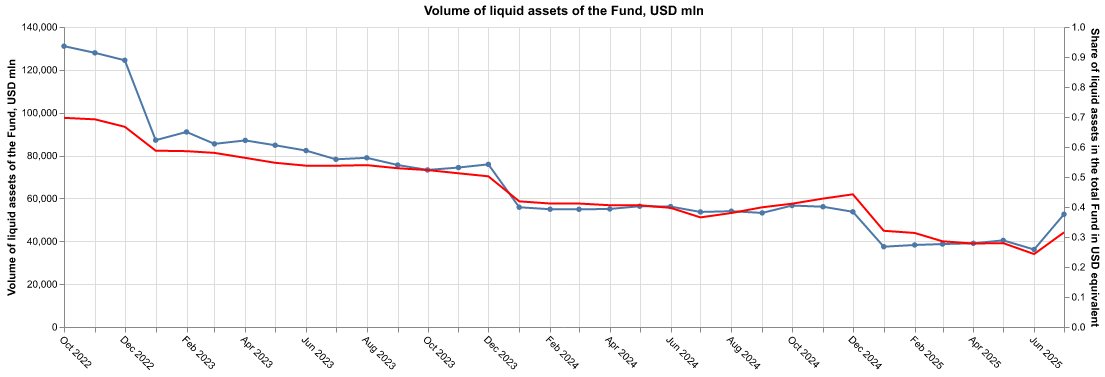 Volume of liquid assets of the Fund, USD mln
Volume of liquid assets of the Fund, USD mln
140,000
120,000
100,000
80,000
60,000
40,000
20,000
0
Oct 2022
Dec 2022
Feb 2023
Apr 2023
Jun 2023
Aug 2023
Oct 2023
Dec 2023
Feb 2024
Apr 2024
Jun 2024
Aug 2024
Oct 2024
Dec 2024
Feb 2025
Apr 2025
Jun 2025
1.0
0.9
0.8
0.7
0.6
0.5
0.4
0.3
0.2
0.1
0.0
Share of liquid assets in the total Fund in USD equivalent